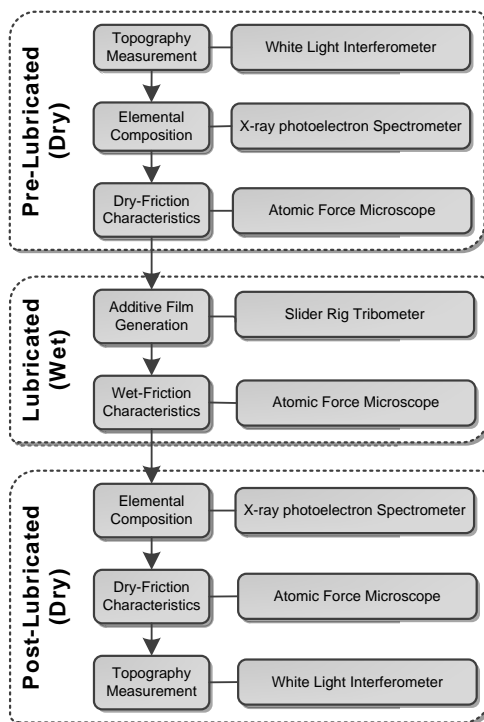 Pre-Lubricated
(Dry)
Topography
Measurement
White Light Interferometer
Elemental
Composition
X-ray photoelectron Spectrometer
Dry-Friction
Characteristics
Atomic Force Microscope
Lubricated
(Wet)
Additive Film
Generation
Slider Rig Tribometer
Wet-Friction
Characteristics
Atomic Force Microscope
Post-Lubricated
(Dry)
Elemental
Composition
X-ray photoelectron Spectrometer
Dry-Friction
Characteristics
Atomic Force Microscope
Topography
Measurement
White Light Interferometer